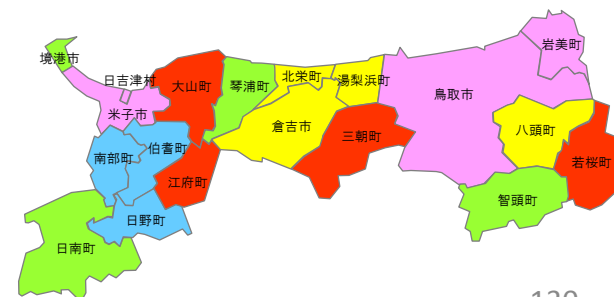 境港市
日吉津村
米子市
大山町
琴浦町
北栄町
湯梨浜町
鳥取市
岩美町
倉吉市
三朝町
八頭町
若桜町
智頭町
南部町
伯耆町
江府町
日野町
日南町